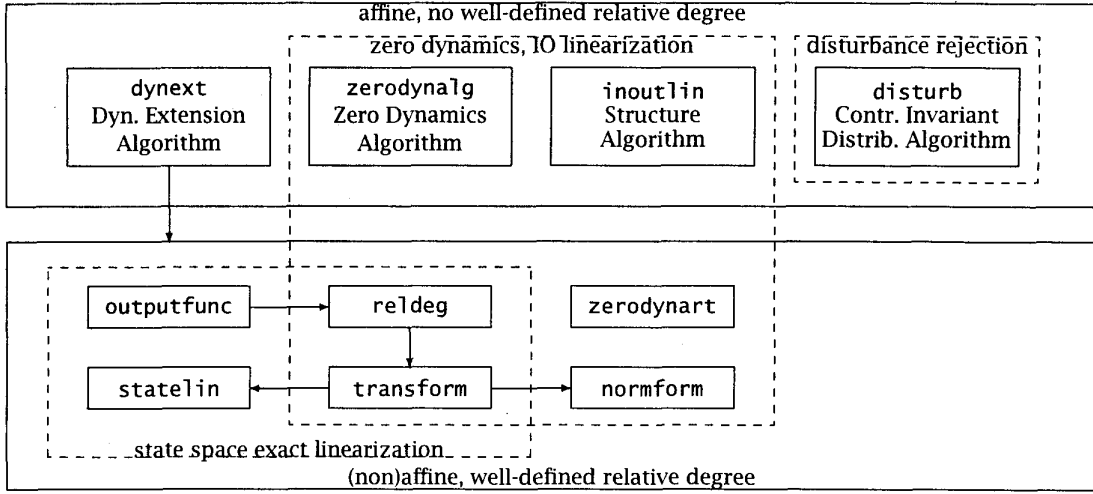 affine, no well-defined relative degree
zero dynamics, IO linearization
disturbance rejection
dynext
Dyn. Extension
Algorithm
zerodynalg
Zero Dynamics
Algorithm
inoutlin
Structure
Algorithm
disturb
Contr. Invariant
Distrib. Algorithm
outputfunc
reldeg
zerodynart
statelin
transform
normform
state space exact linearization
(non)affine, well-defined relative degree